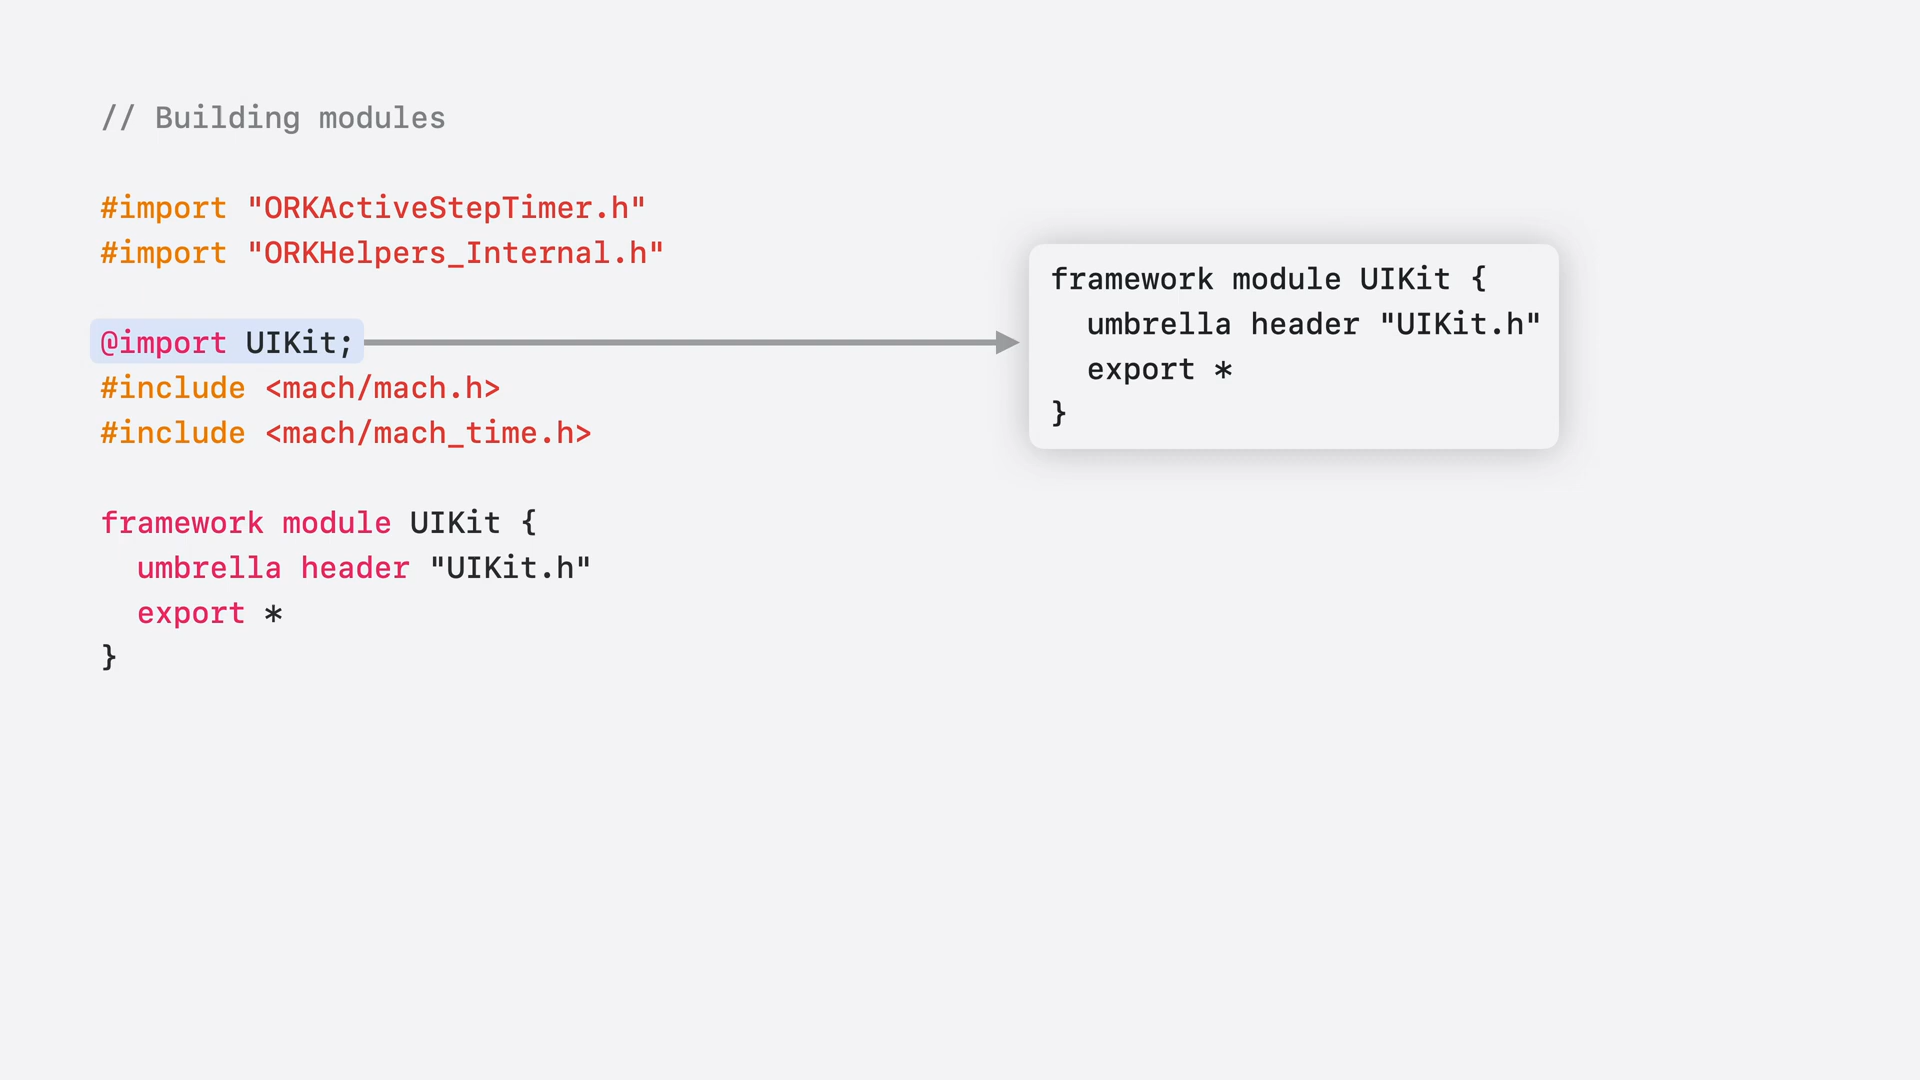 // Building modules
#import "ORKActiveStepTimer.h"
#import "ORKHelpers_Internal.h"
@import UIKit;
#include <mach/mach.h>
#include <mach/mach_time.h>
framework module UIKit {
  umbrella header "UIKit.h"
  export *
}
framework module UIKit {
  umbrella header "UIKit.h"
  export *
}